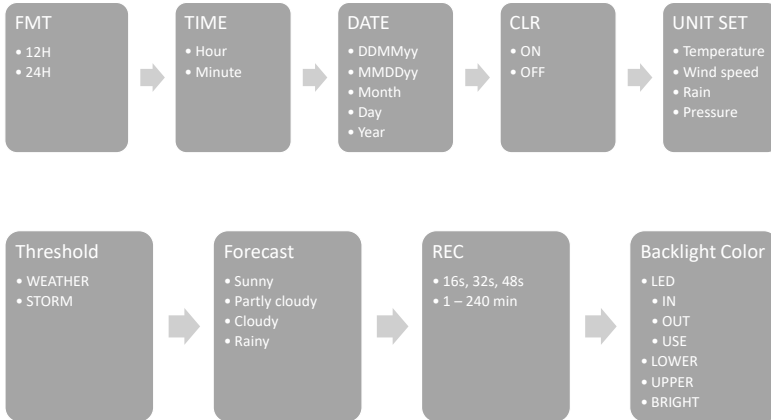 FMT
• 12H
• 24H
TIME
• Hour
• Minute
DATE
• DDMMyy
• MMDDyy
• Month
• Day
• Year
CLR
• ON
• OFF
UNIT SET
• Temperature
• Wind speed
• Rain
• Pressure
Threshold
• WEATHER
• STORM
Forecast
• Sunny
• Partly cloudy
• Cloudy
• Rainy
REC
• 16s, 32s, 48s
• 1 – 240 min
Backlight Color
• LED
• IN
• OUT
• USE
• LOWER
• UPPER
• BRIGHT